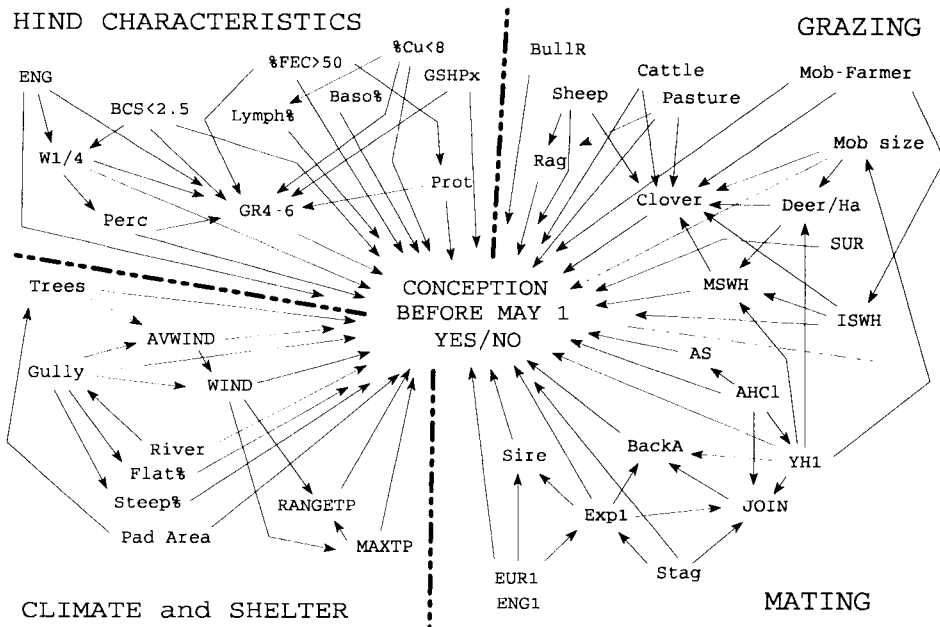 HIND CHARACTERISTICS
GRAZING
%Cu<8
BullR
%FEC>50
Cattle
Mob-Farmer
ENG
GSHPx
Baso%
Sheep
Pasture
BCS<2.5
Lymph%
Mob size
W1/4
Rag
Prot
Clover
Deer/Ha
Perc
GR4-6
SUR
Trees
CONCEPTION
BEFORE MAY 1
YES/NO
MSWH
ISWH
AVWIND
AS
Gully
WIND
AHCl
River
Sire
BackA
YH1
Flat%
Steep%
RANGETP
Exp1
JOIN
Pad Area
MAXTP
EUR1
ENG1
Stag
CLIMATE and SHELTER
MATING